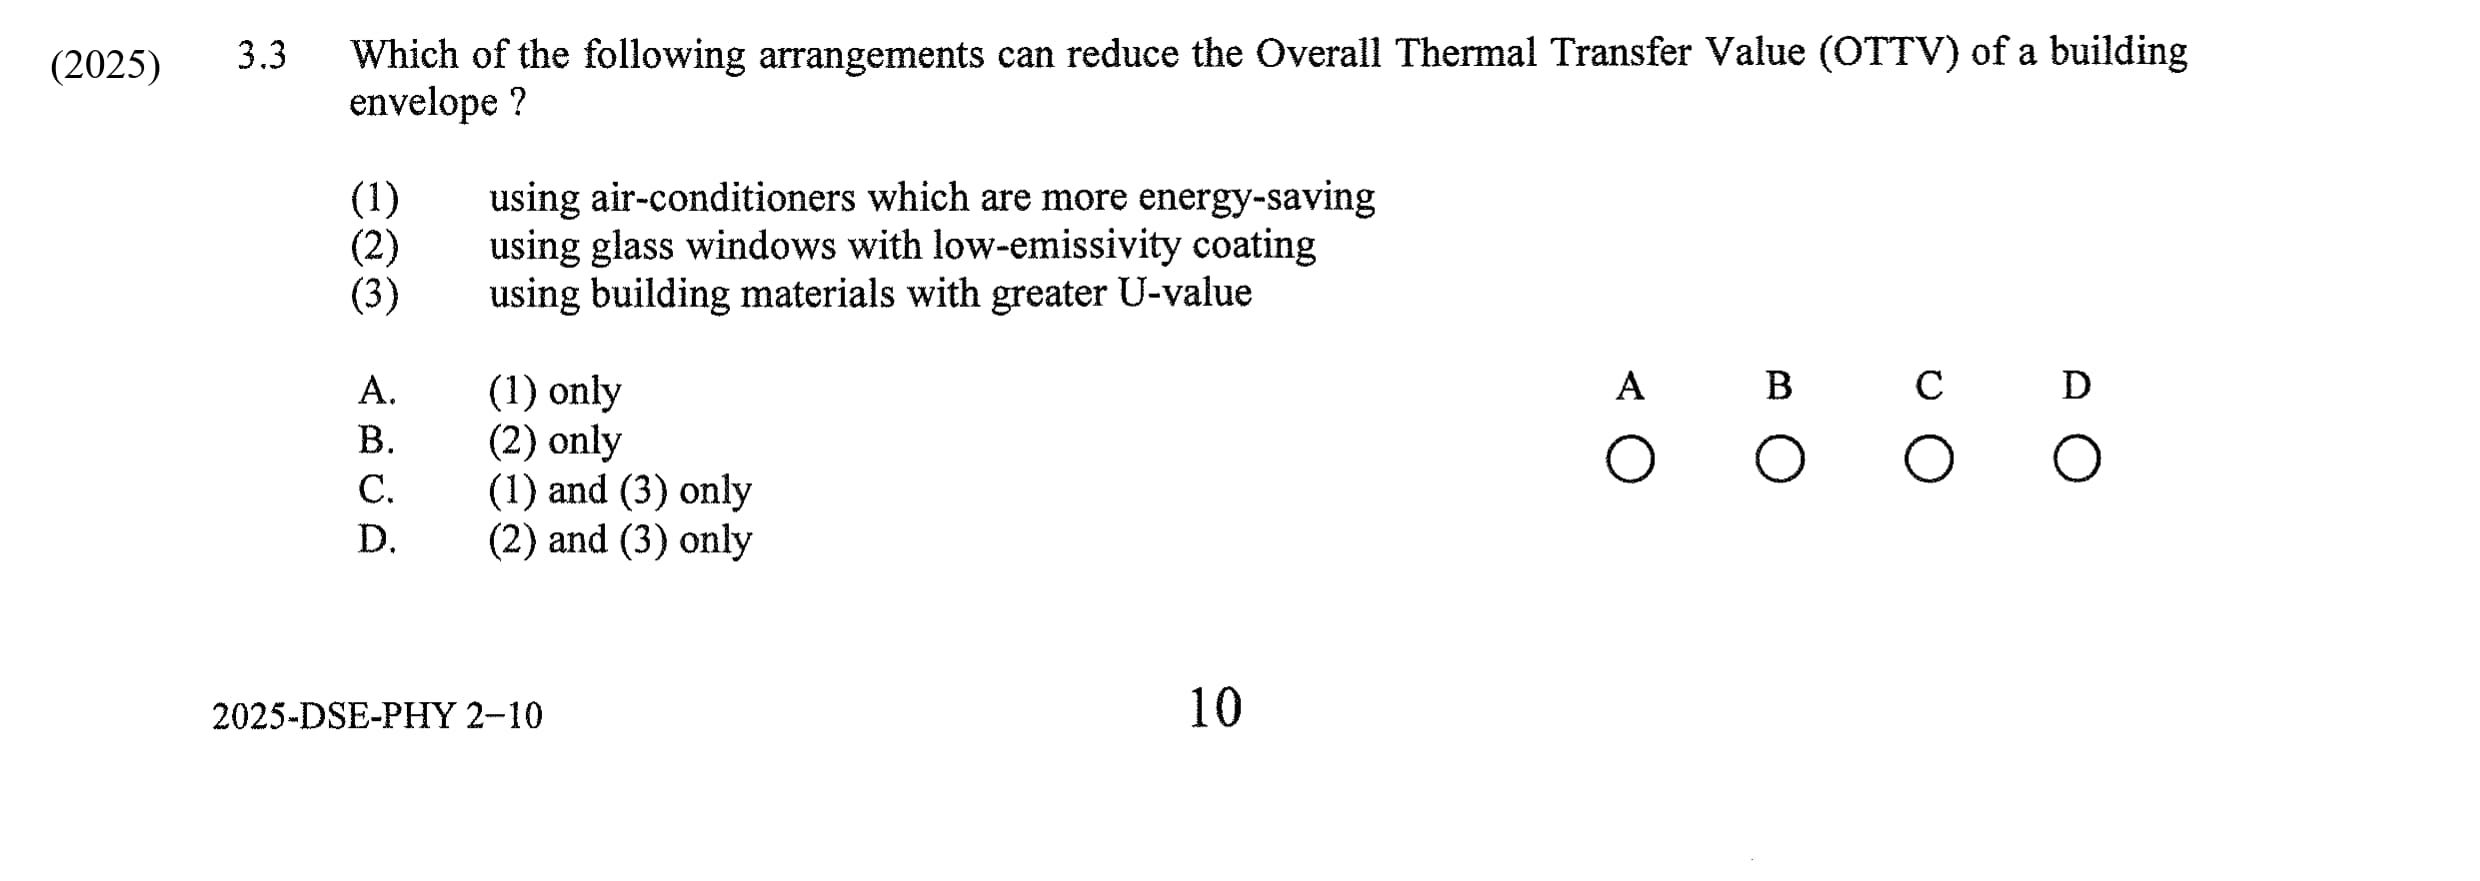 (2025) 3.3 Which of the following arrangements can reduce the Overall Thermal Transfer Value (OTTV) of a building
envelope ?
(1) using air-conditioners which are more energy-saving
(2) using glass windows with low-emissivity coating
(3) using building materials with greater U-value
A. (1) only
B. (2) only
C. (1) and (3) only
D. (2) and (3) only
A B C D
2025-DSE-PHY 2–10 10